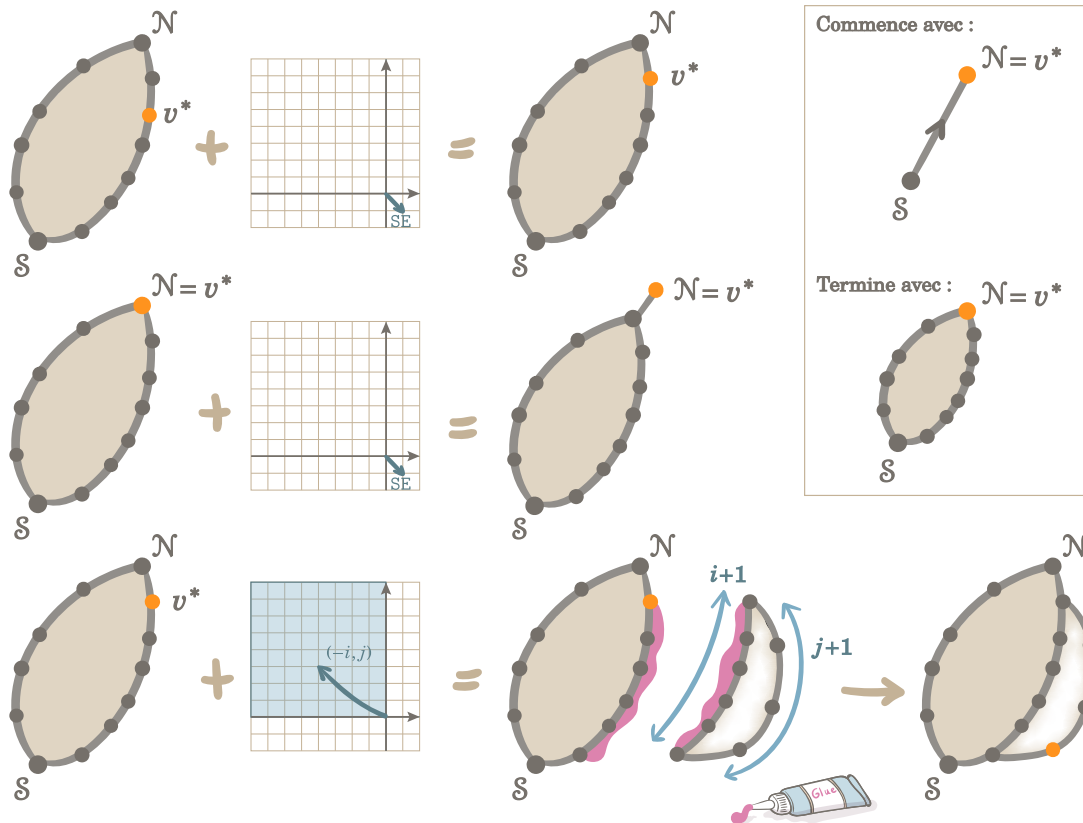 𝒩
v*
SE
𝒮
𝒩
v*
𝒮
Commence avec :
𝒩 = v*
𝒮
𝒩 = v*
SE
𝒮
𝒩 = v*
𝒮
Termine avec :
𝒩 = v*
𝒮
𝒩
v*
(−i, j)
𝒮
𝒩
i+1
j+1
𝒮
Glue
𝒩
𝒮